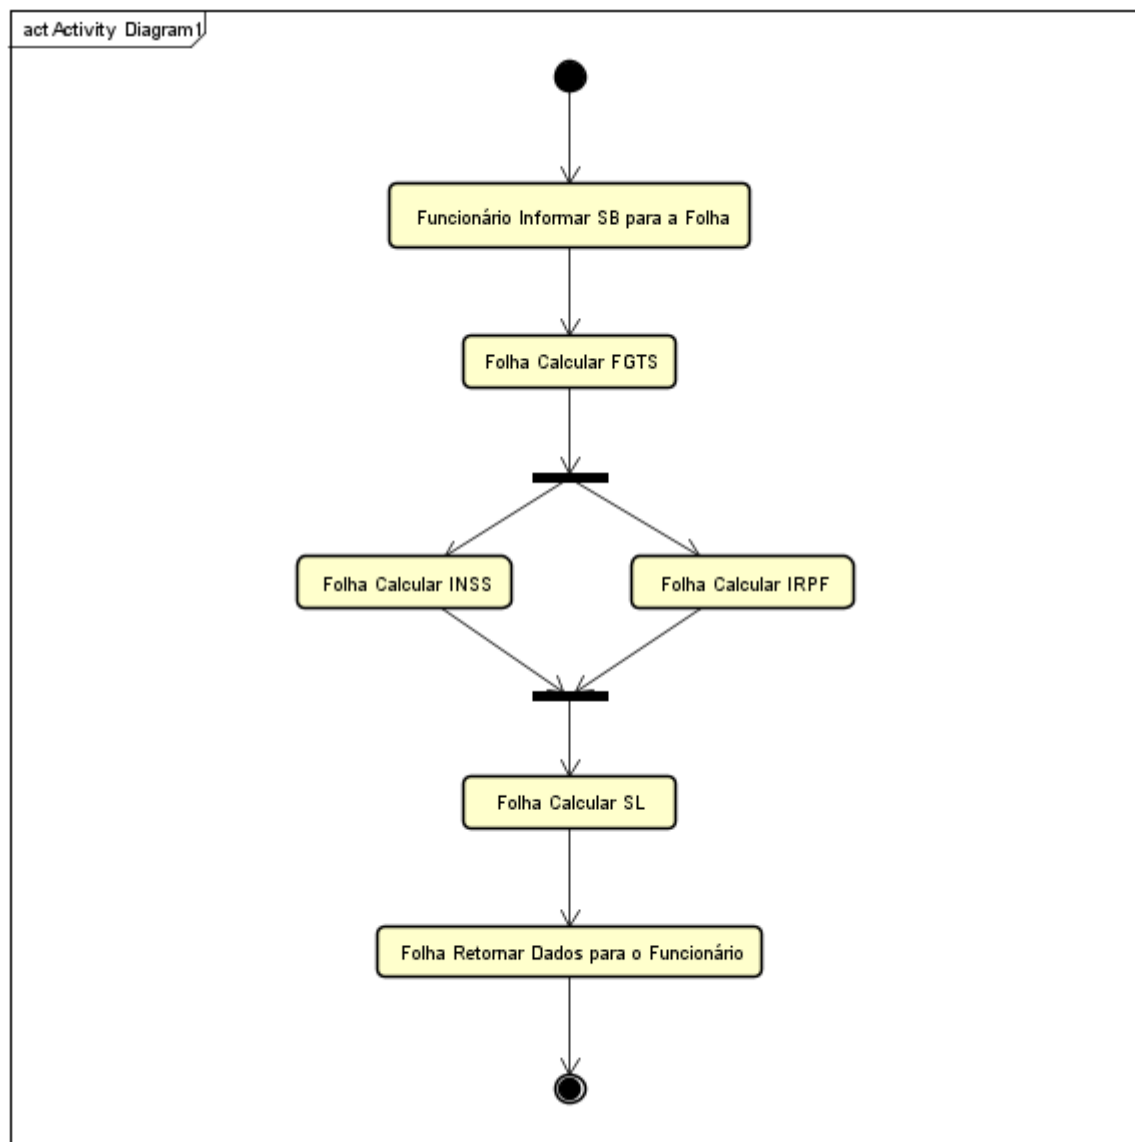 act Activity Diagram1
Funcionário Informar SB para a Folha
Folha Calcular FGTS
Folha Calcular INSS
Folha Calcular IRPF
Folha Calcular SL
Folha Retornar Dados para o Funcionário